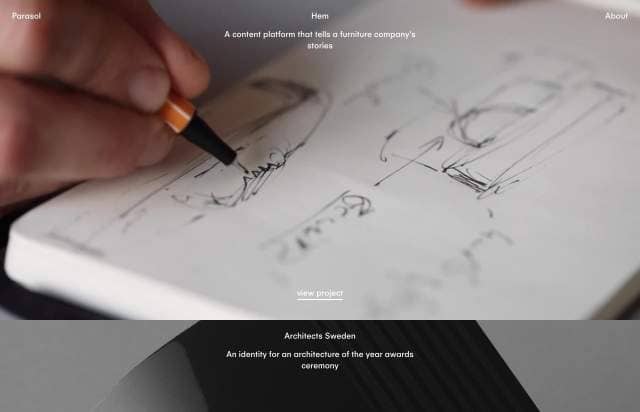 Parasol
Hem
About
A content platform that tells a furniture company's
stories
view project
Architects Sweden
An identity for an architecture of the year awards
ceremony